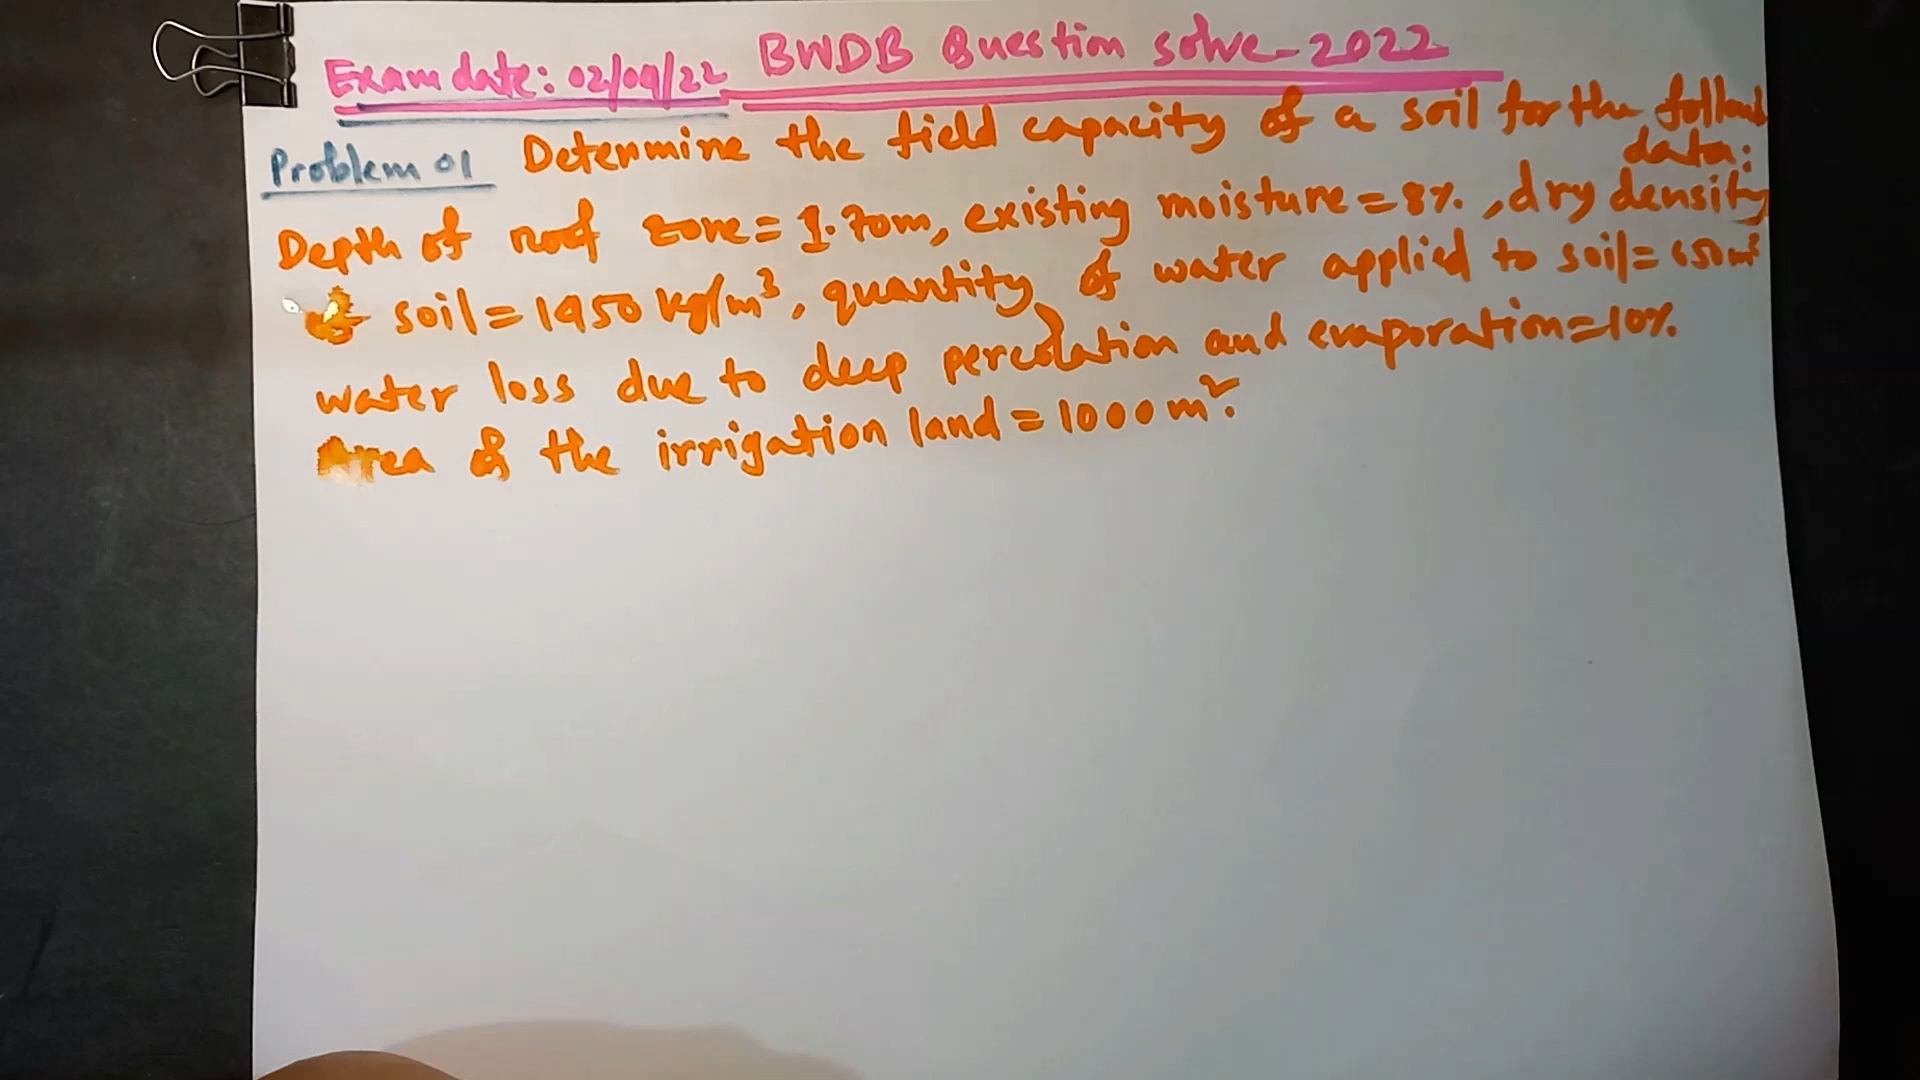 Exam date: 02/09/22 BWDB Question solve-2022
Problem 01 Determine the field capacity of a soil for the
data:
Depth of root zone = 1.70m, existing moisture = 8%, dry density
of soil = 1450 kg/m³, quantity of water applied to soil = 650m³
water loss due to deep percolation and evaporation = 10%.
Area of the irrigation land = 1000 m².